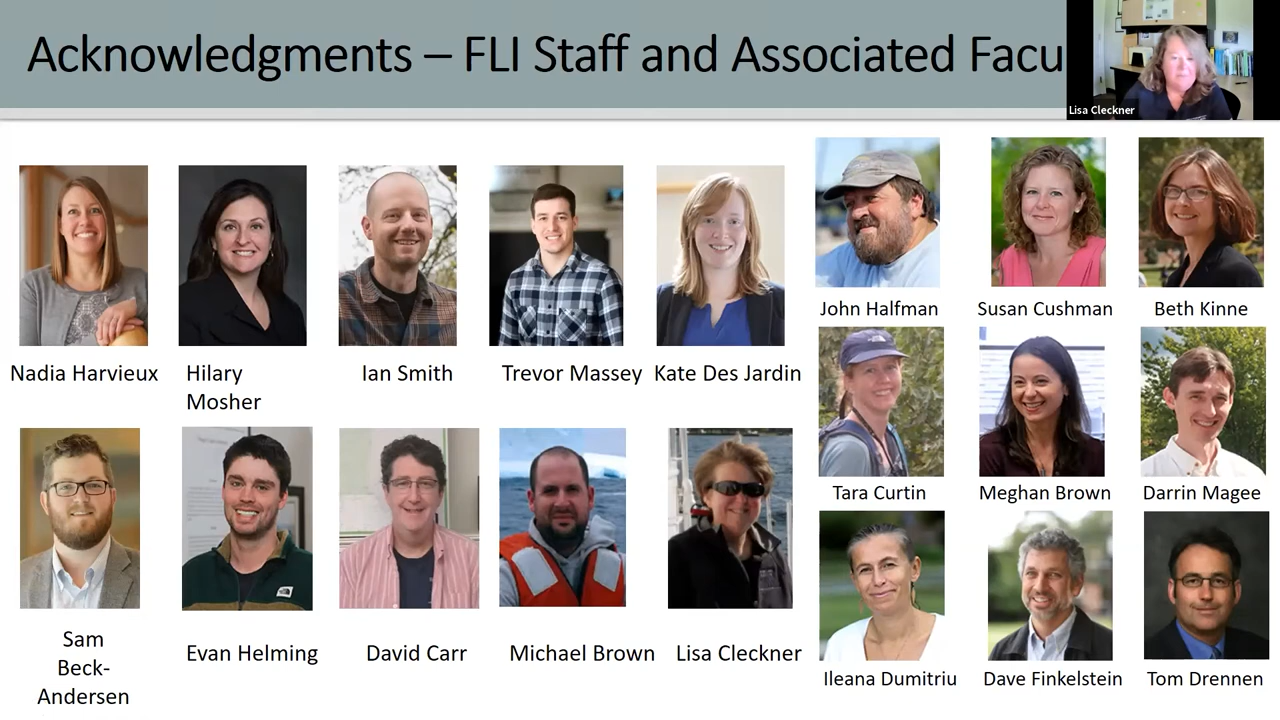 Acknowledgments – FLI Staff and Associated Facu
Lisa Cleckner
Nadia Harvieux
Hilary
Mosher
Ian Smith
Trevor Massey
Kate Des Jardin
John Halfman
Susan Cushman
Beth Kinne
Tara Curtin
Meghan Brown
Darrin Magee
Sam
Beck-
Andersen
Evan Helming
David Carr
Michael Brown
Lisa Cleckner
Ileana Dumitriu
Dave Finkelstein
Tom Drennen